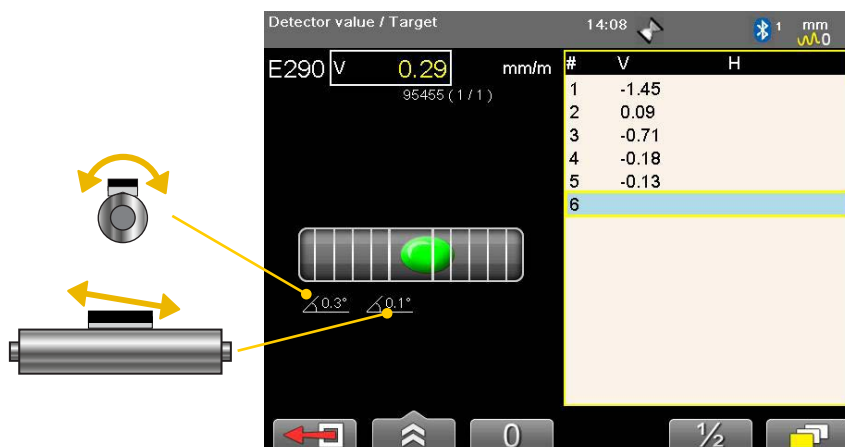 Detector value / Target 14:08 1 mm
0
E290 V 0.29 mm/m
95455 ( 1 / 1 )
# V H
1 -1.45
2 0.09
3 -0.71
4 -0.18
5 -0.13
6
0.3° 0.1°
0 ½